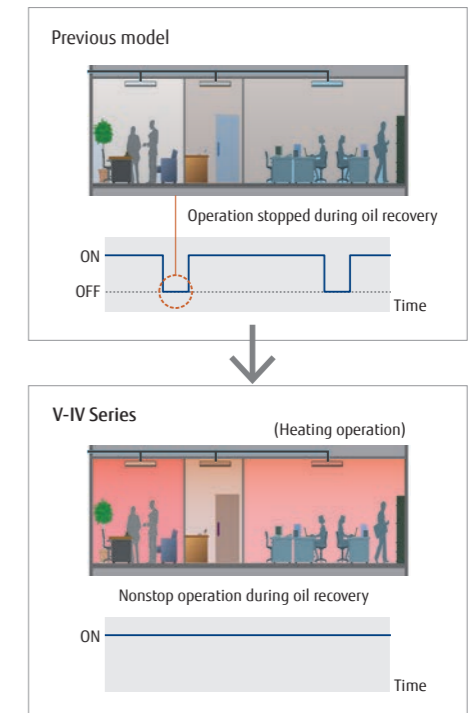 Previous model
Operation stopped during oil recovery
ON
OFF
Time
V-IV Series
(Heating operation)
Nonstop operation during oil recovery
ON
Time